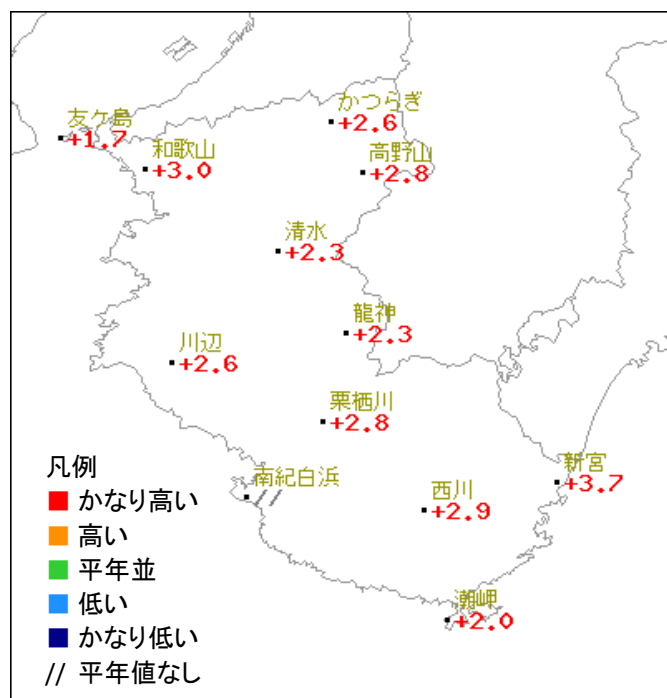 友ケ島
+1.7
和歌山
+3.0
かつらぎ
+2.6
高野山
+2.8
清水
+2.3
龍神
+2.3
川辺
+2.6
栗栖川
+2.8
南紀白浜
//
西川
+2.9
新宮
+3.7
潮岬
+2.0
凡例
かなり高い
高い
平年並
低い
かなり低い
// 平年値なし